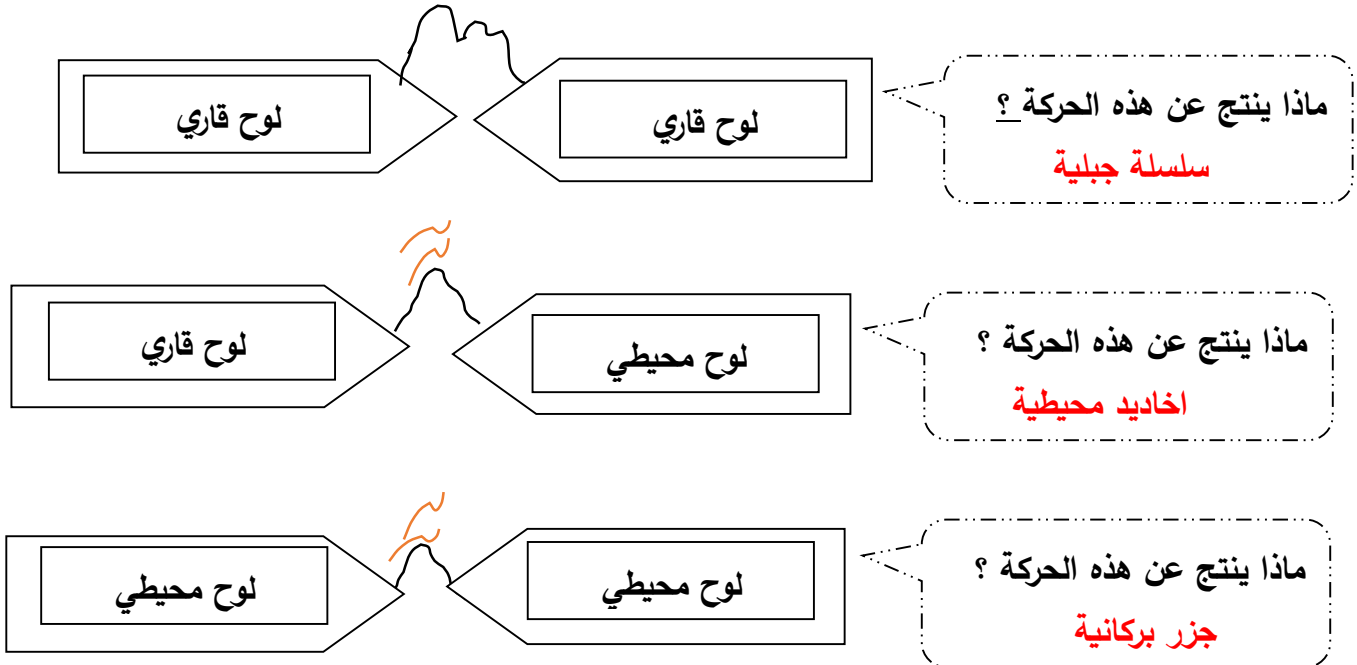 ماذا ينتج عن هذه الحركة ؟
سلسلة جبلية
لوح قاري
لوح قاري
ماذا ينتج عن هذه الحركة ؟
اخاديد محيطية
لوح محيطي
لوح قاري
ماذا ينتج عن هذه الحركة ؟
جزر بركانية
لوح محيطي
لوح محيطي